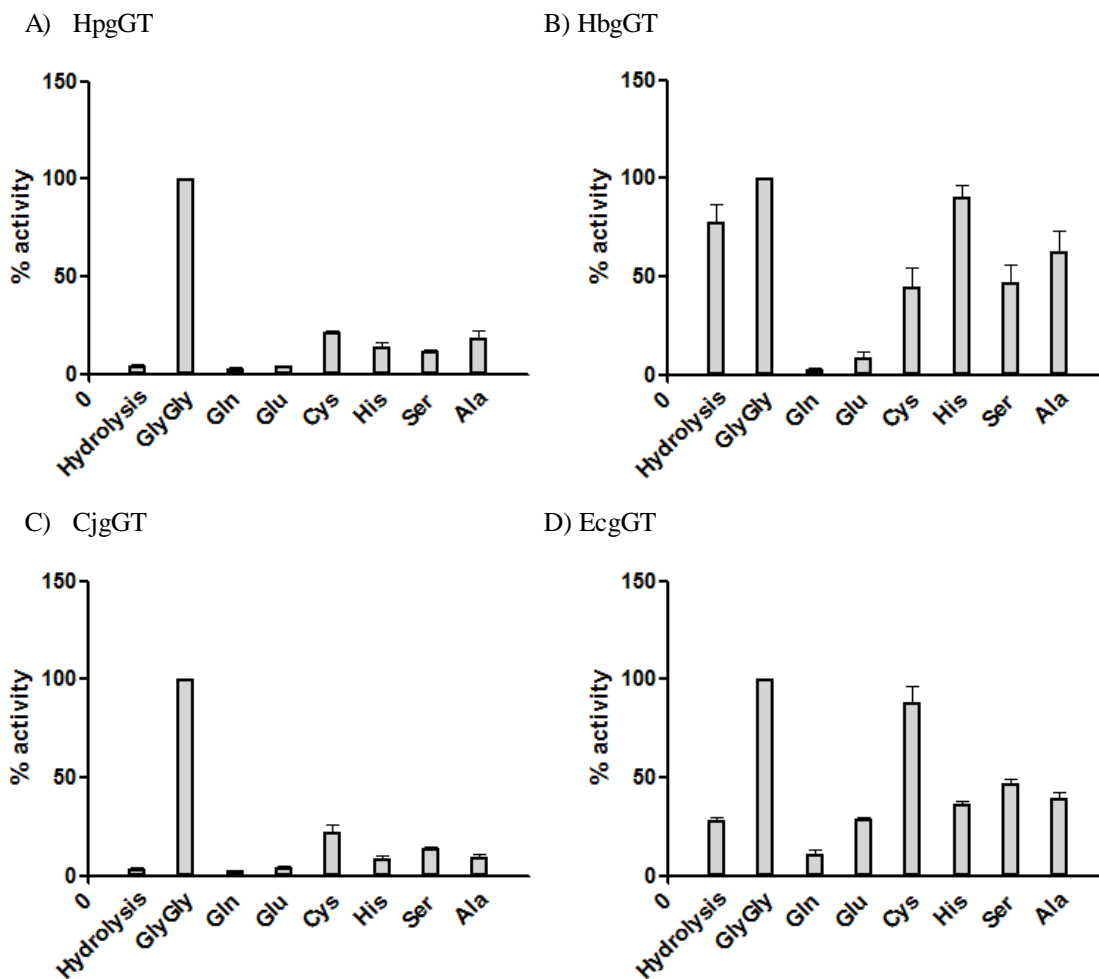 A) HpgGT
150
100
50
0
% activity
0
Hydrolysis
GlyGly
Gln
Glu
Cys
His
Ser
Ala
B) HbgGT
150
100
50
0
% activity
0
Hydrolysis
GlyGly
Gln
Glu
Cys
His
Ser
Ala
C) CjgGT
150
100
50
0
% activity
0
Hydrolysis
GlyGly
Gln
Glu
Cys
His
Ser
Ala
D) EcgGT
150
100
50
0
% activity
0
Hydrolysis
GlyGly
Gln
Glu
Cys
His
Ser
Ala